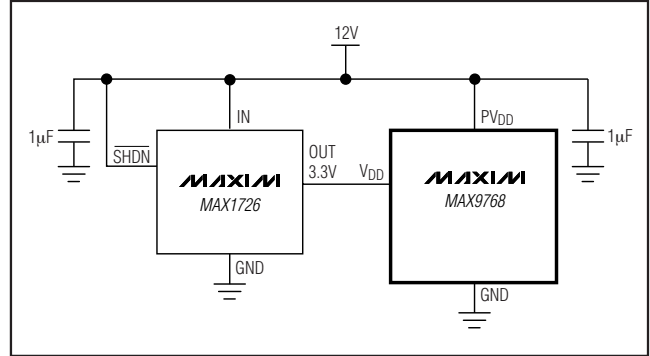 12V
IN
PVDD
1µF
1µF
SHDN
OUT
3.3V
VDD
MAXIM
MAX1726
MAXIM
MAX9768
GND
GND